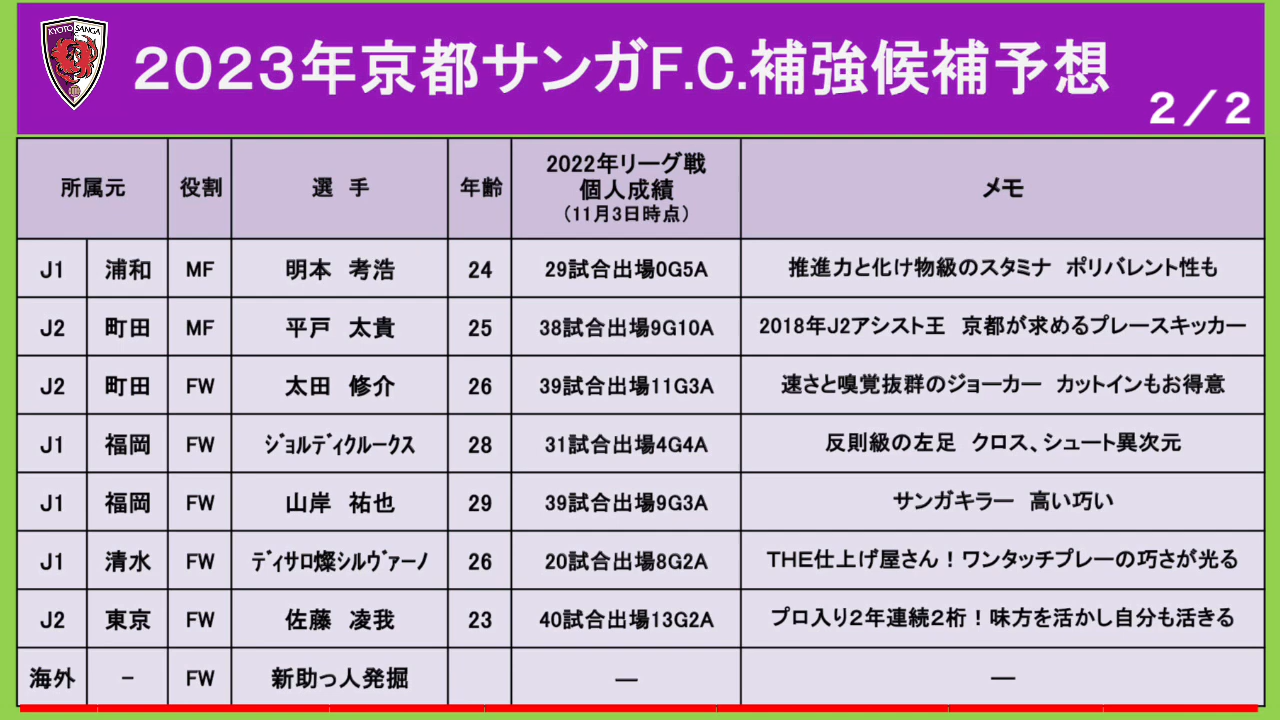 KYOTO SANGA
2023年京都サンガF.C.補強候補予想
2／2
所属元 役割 選 手 年齢 2022年リーグ戦 個人成績 （11月3日時点） メモ
J1 浦和 MF 明本 考浩 24 29試合出場0G5A 推進力と化け物級のスタミナ ポリバレント性も
J2 町田 MF 平戸 太貴 25 38試合出場9G10A 2018年J2アシスト王 京都が求めるプレースキッカー
J2 町田 FW 太田 修介 26 39試合出場11G3A 速さと嗅覚抜群のジョーカー カットインもお得意
J1 福岡 FW ｼﾞｮﾙﾃﾞｨｸﾙｰｸｽ 28 31試合出場4G4A 反則級の左足 クロス、シュート異次元
J1 福岡 FW 山岸 祐也 29 39試合出場9G3A サンガキラー 高い巧い
J1 清水 FW ﾃﾞｨｻﾛ燦ｼﾙｳﾞｧｰﾉ 26 20試合出場8G2A THE仕上げ屋さん！ワンタッチプレーの巧さが光る
J2 東京 FW 佐藤 凌我 23 40試合出場13G2A プロ入り2年連続2桁！味方を活かし自分も活きる
海外 - FW 新助っ人発掘 ― ―